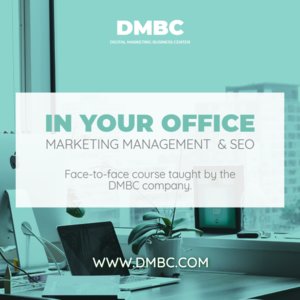 DMBC
DIGITAL MARKETING BUSINESS CENTER
IN YOUR OFFICE
MARKETING MANAGEMENT & SEO
Face-to-face course taught by the
DMBC company.
WWW.DMBC.COM